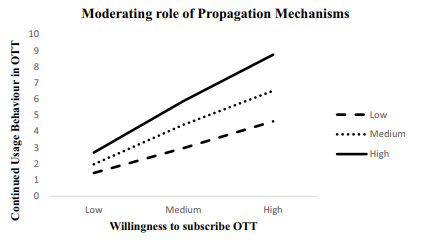 Moderating role of Propagation Mechanisms
Continued Usage Behaviour in OTT
10
9
8
7
6
5
4
3
2
1
0
Low
Medium
High
Low
Medium
High
Willingness to subscribe OTT